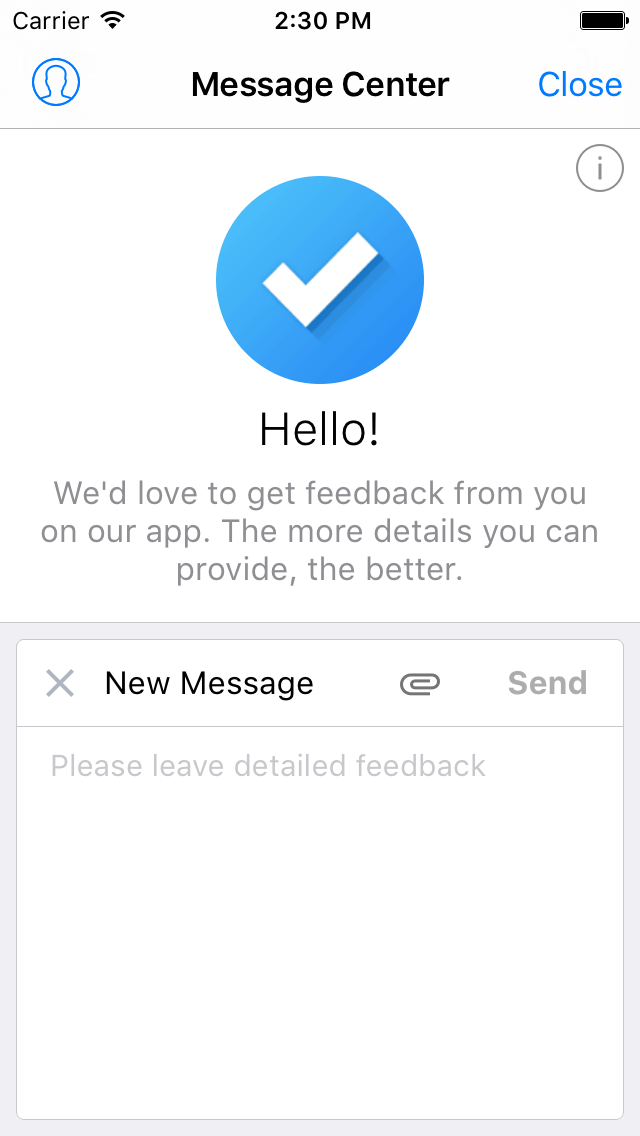 Carrier 2:30 PM
Message Center Close
i
Hello!
We'd love to get feedback from you
on our app. The more details you can
provide, the better.
New Message Send
Please leave detailed feedback